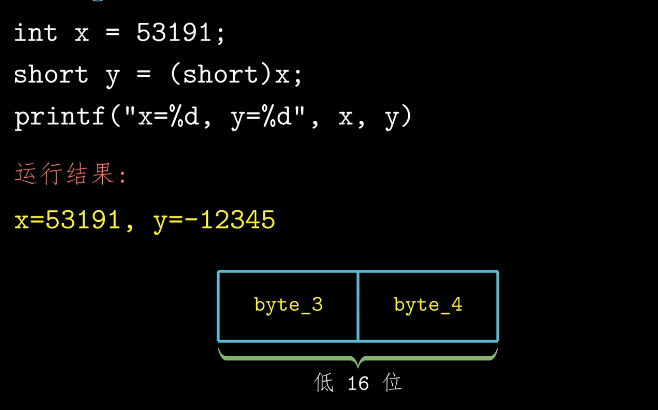 int x = 53191;
short y = (short)x;
printf("x=%d, y=%d", x, y)
运行结果:
x=53191, y=-12345
byte_3 byte_4
低 16 位